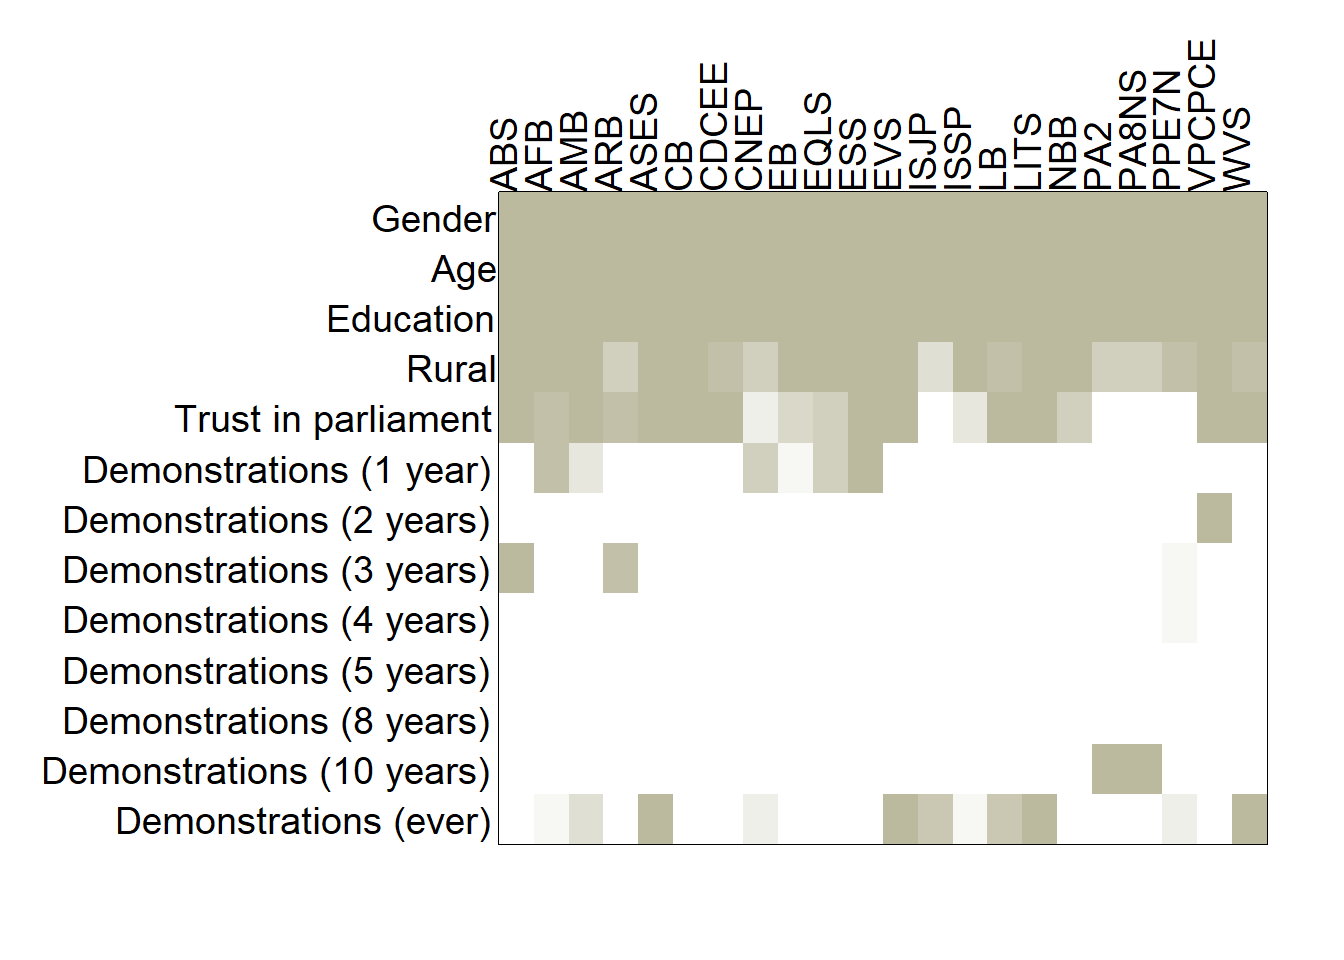 ABS
AFB
AMB
ARB
ASES
CB
CDCEE
CNEP
EB
EQLS
ESS
EVS
ISJP
ISSP
LB
LITS
NBB
PA2
PA8NS
PPE7N
VPCPCE
WVS
Gender
Age
Education
Rural
Trust in parliament
Demonstrations (1 year)
Demonstrations (2 years)
Demonstrations (3 years)
Demonstrations (4 years)
Demonstrations (5 years)
Demonstrations (8 years)
Demonstrations (10 years)
Demonstrations (ever)